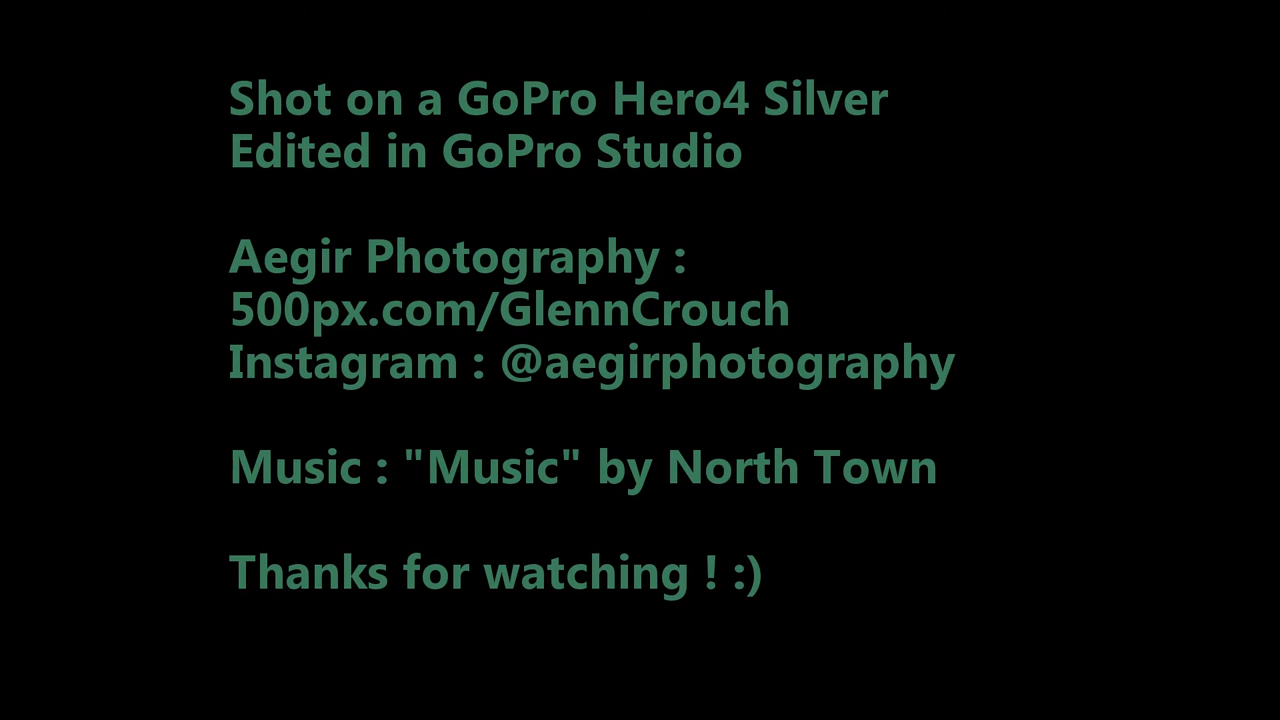 Shot on a GoPro Hero4 Silver
Edited in GoPro Studio
Aegir Photography :
500px.com/GlennCrouch
Instagram : @aegirphotography
Music : "Music" by North Town
Thanks for watching ! :)